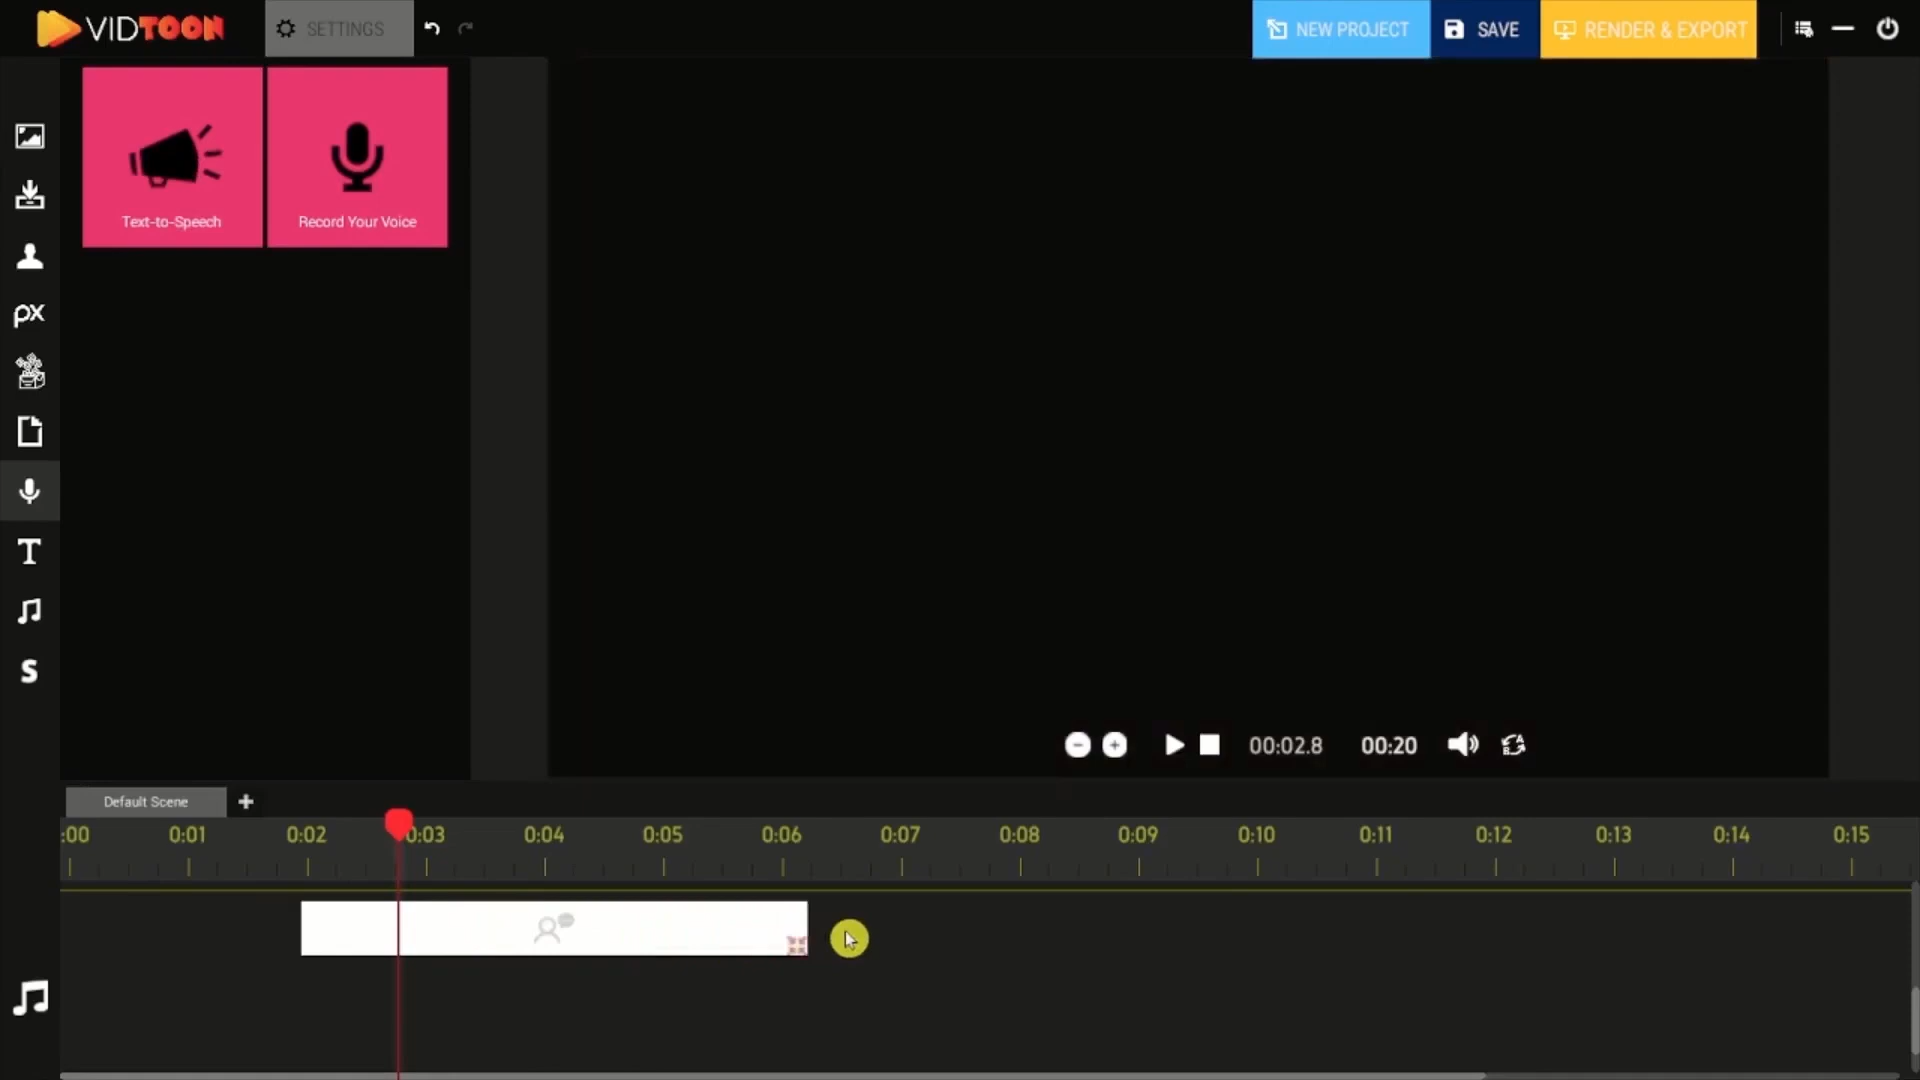 VIDTOON
SETTINGS
NEW PROJECT
SAVE
RENDER & EXPORT
Text-to-Speech
Record Your Voice
px
T
S
00:02.8
00:20
Default Scene
:00
0:01
0:02
0:03
0:04
0:05
0:06
0:07
0:08
0:09
0:10
0:11
0:12
0:13
0:14
0:15